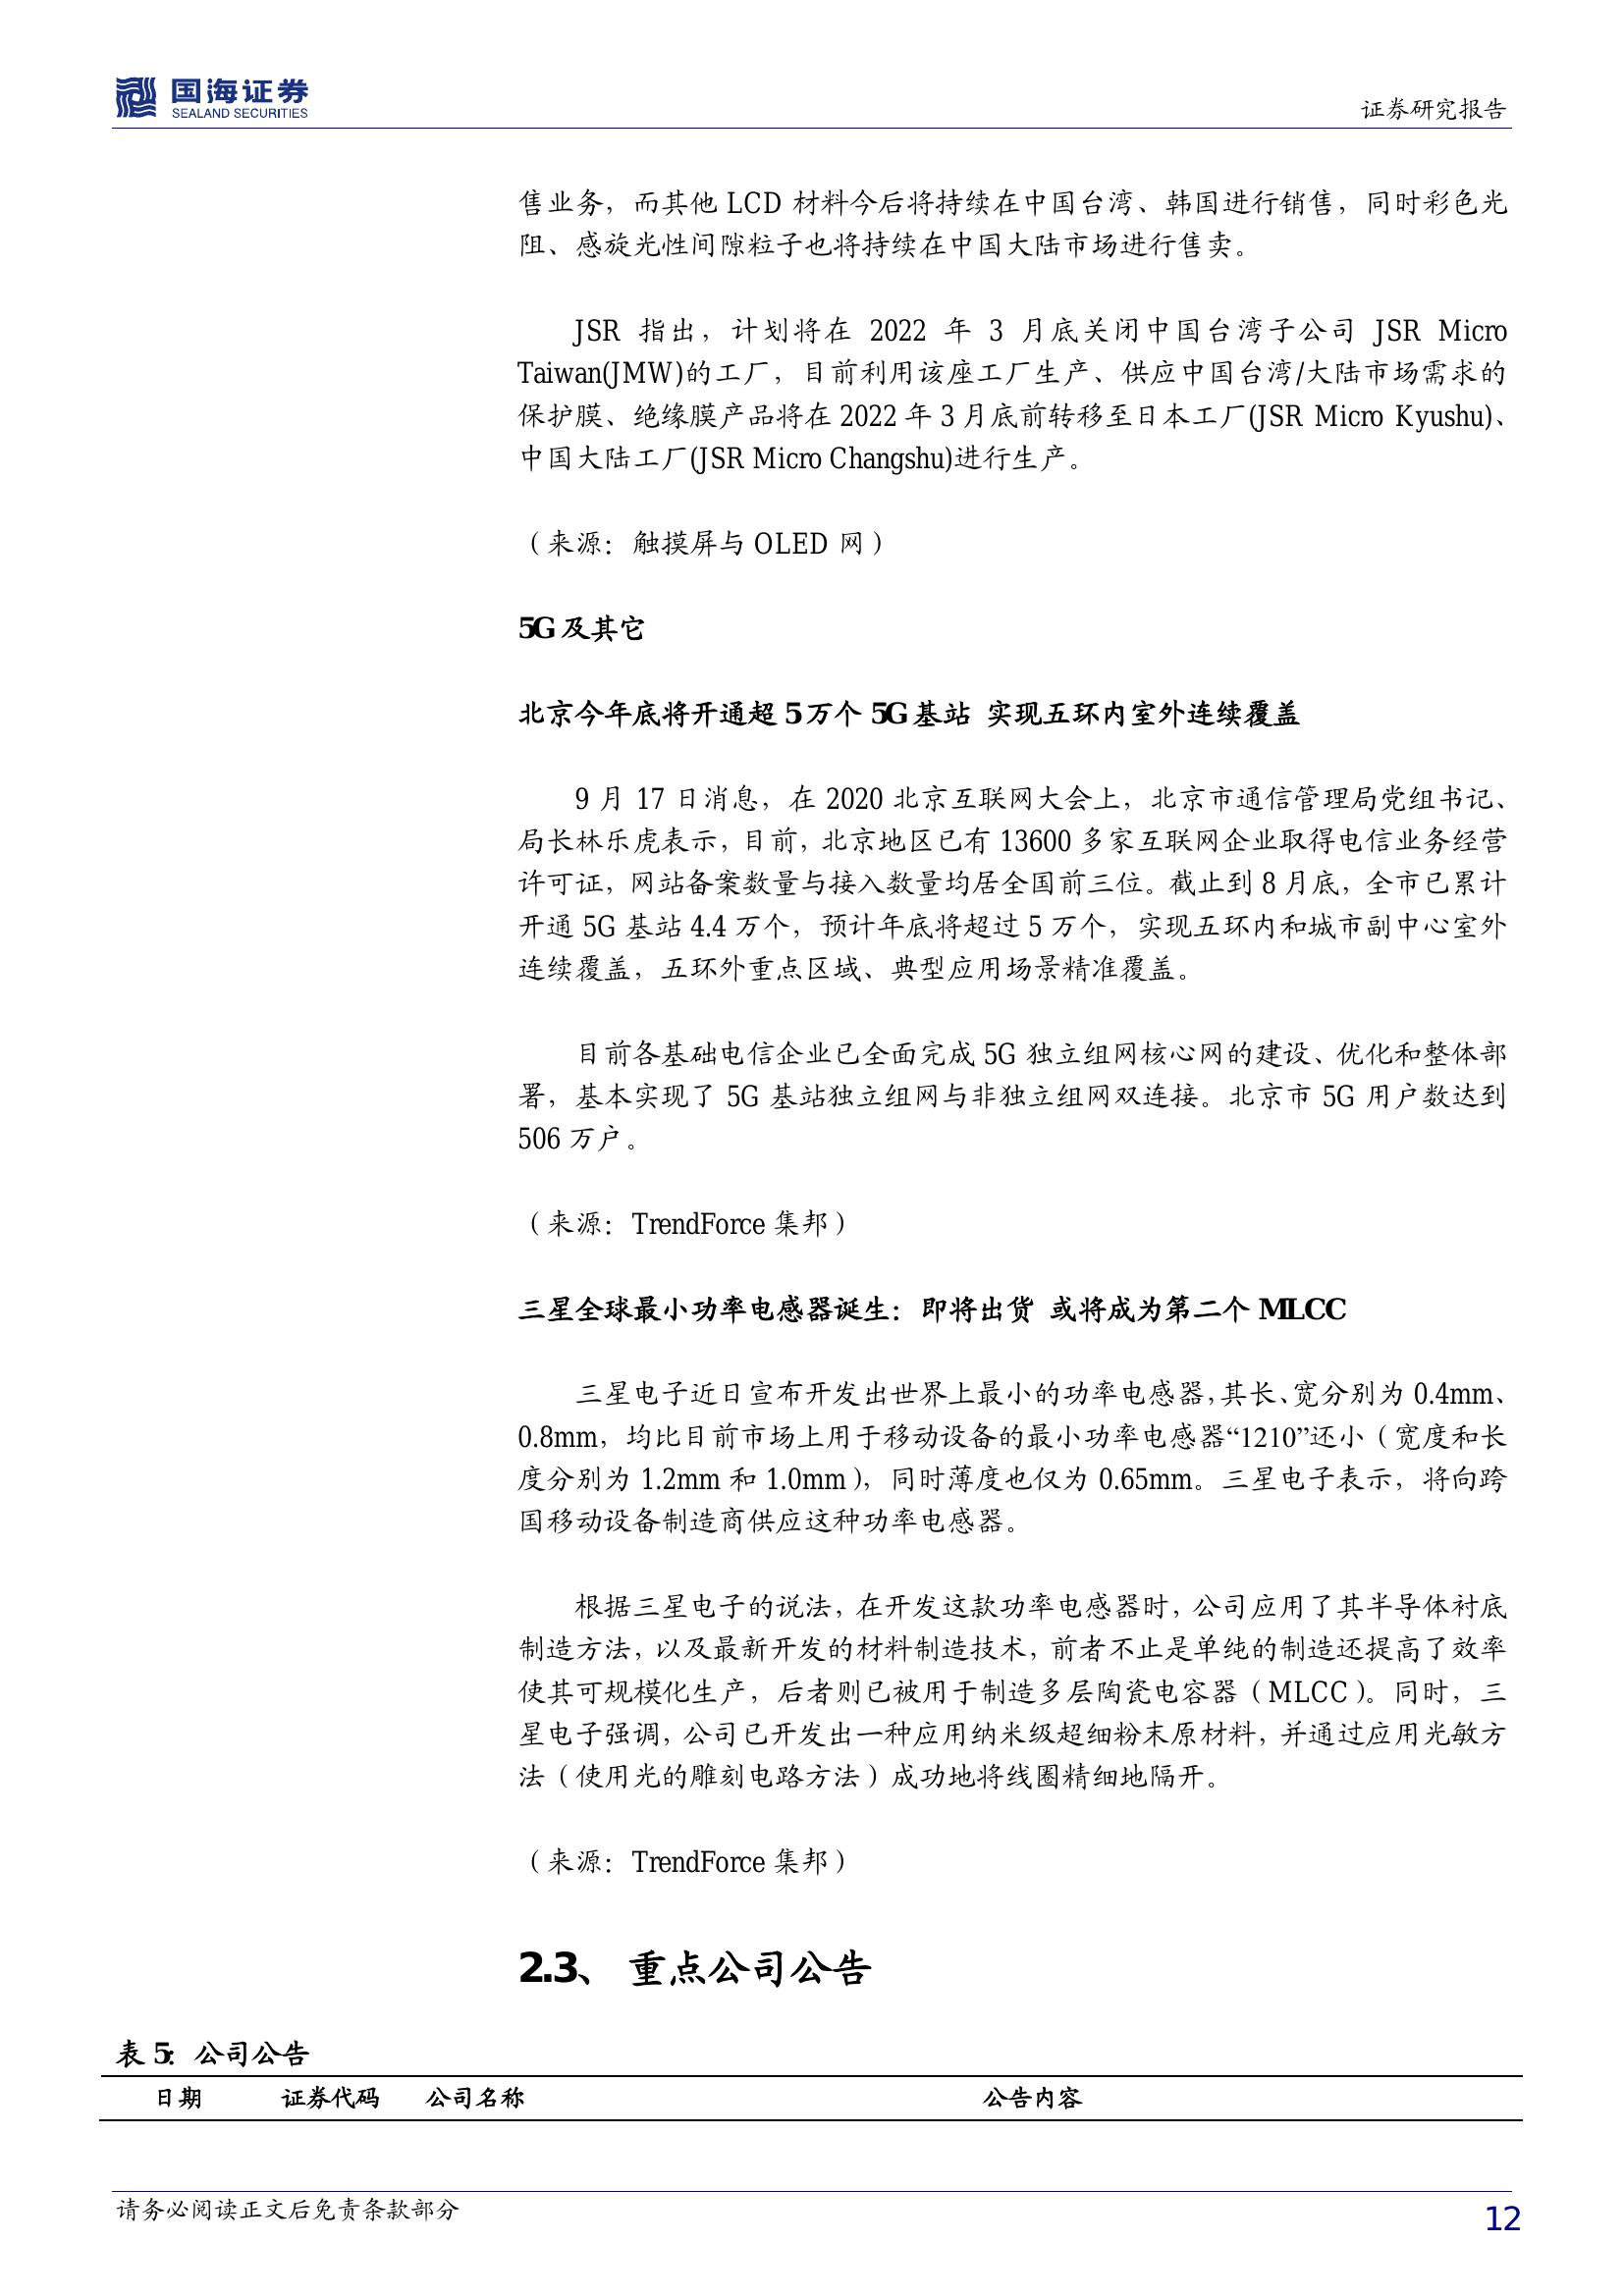 国海证券
SEALAND SECURITIES
证券研究报告
售业务，而其他 LCD 材料今后将持续在中国台湾、韩国进行销售，同时彩色光
阻、感旋光性间隙粒子也将持续在中国大陆市场进行售卖。
JSR 指出，计划将在 2022 年 3 月底关闭中国台湾子公司 JSR Micro
Taiwan(JMW)的工厂，目前利用该座工厂生产、供应中国台湾/大陆市场需求的
保护膜、绝缘膜产品将在 2022 年 3 月底前转移至日本工厂(JSR Micro Kyushu)、
中国大陆工厂(JSR Micro Changshu)进行生产。
（来源：触摸屏与 OLED 网）
5G 及其它
北京今年底将开通超 5 万个 5G 基站 实现五环内室外连续覆盖
9 月 17 日消息，在 2020 北京互联网大会上，北京市通信管理局党组书记、
局长林乐虎表示，目前，北京地区已有 13600 多家互联网企业取得电信业务经营
许可证，网站备案数量与接入数量均居全国前三位。截止到 8 月底，全市已累计
开通 5G 基站 4.4 万个，预计年底将超过 5 万个，实现五环内和城市副中心室外
连续覆盖，五环外重点区域、典型应用场景精准覆盖。
目前各基础电信企业已全面完成 5G 独立组网核心网的建设、优化和整体部
署，基本实现了 5G 基站独立组网与非独立组网双连接。北京市 5G 用户数达到
506 万户。
（来源：TrendForce 集邦）
三星全球最小功率电感器诞生：即将出货 或将成为第二个 MLCC
三星电子近日宣布开发出世界上最小的功率电感器，其长、宽分别为 0.4mm、
0.8mm，均比目前市场上用于移动设备的最小功率电感器“1210”还小（宽度和长
度分别为 1.2mm 和 1.0mm），同时薄度也仅为 0.65mm。三星电子表示，将向跨
国移动设备制造商供应这种功率电感器。
根据三星电子的说法，在开发这款功率电感器时，公司应用了其半导体衬底
制造方法，以及最新开发的材料制造技术，前者不止是单纯的制造还提高了效率
使其可规模化生产，后者则已被用于制造多层陶瓷电容器（MLCC）。同时，三
星电子强调，公司已开发出一种应用纳米级超细粉末原材料，并通过应用光敏方
法（使用光的雕刻电路方法）成功地将线圈精细地隔开。
（来源：TrendForce 集邦）
2.3、 重点公司公告
表 5：公司公告
日期 证券代码 公司名称 公告内容
请务必阅读正文后免责条款部分
12